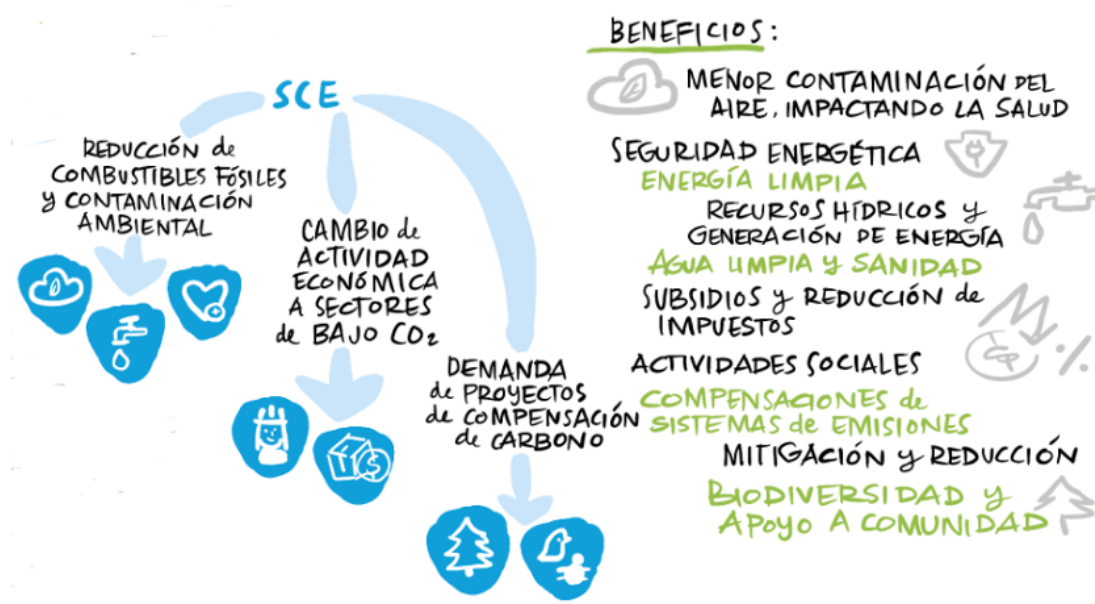 SCE
REDUCCIÓN de
COMBUSTIBLES FÓSILES
y CONTAMINACIÓN
AMBIENTAL
CAMBIO de
ACTIVIDAD
ECONÓMICA
A SECTORES
de BAJO CO₂
DEMANDA
de PROYECTOS
de COMPENSACIÓN
de CARBONO
BENEFICIOS:
MENOR CONTAMINACIÓN DEL
AIRE, IMPACTANDO LA SALUD
SEGURIDAD ENERGÉTICA
ENERGÍA LIMPIA
RECURSOS HÍDRICOS y
GENERACIÓN DE ENERGÍA
AGUA LIMPIA y SANIDAD
SUBSIDIOS y REDUCCIÓN de
IMPUESTOS
%
ACTIVIDADES SOCIALES
COMPENSACIONES de
SISTEMAS de EMISIONES
MITIGACIÓN y REDUCCIÓN
BIODIVERSIDAD y
APOYO A COMUNIDAD